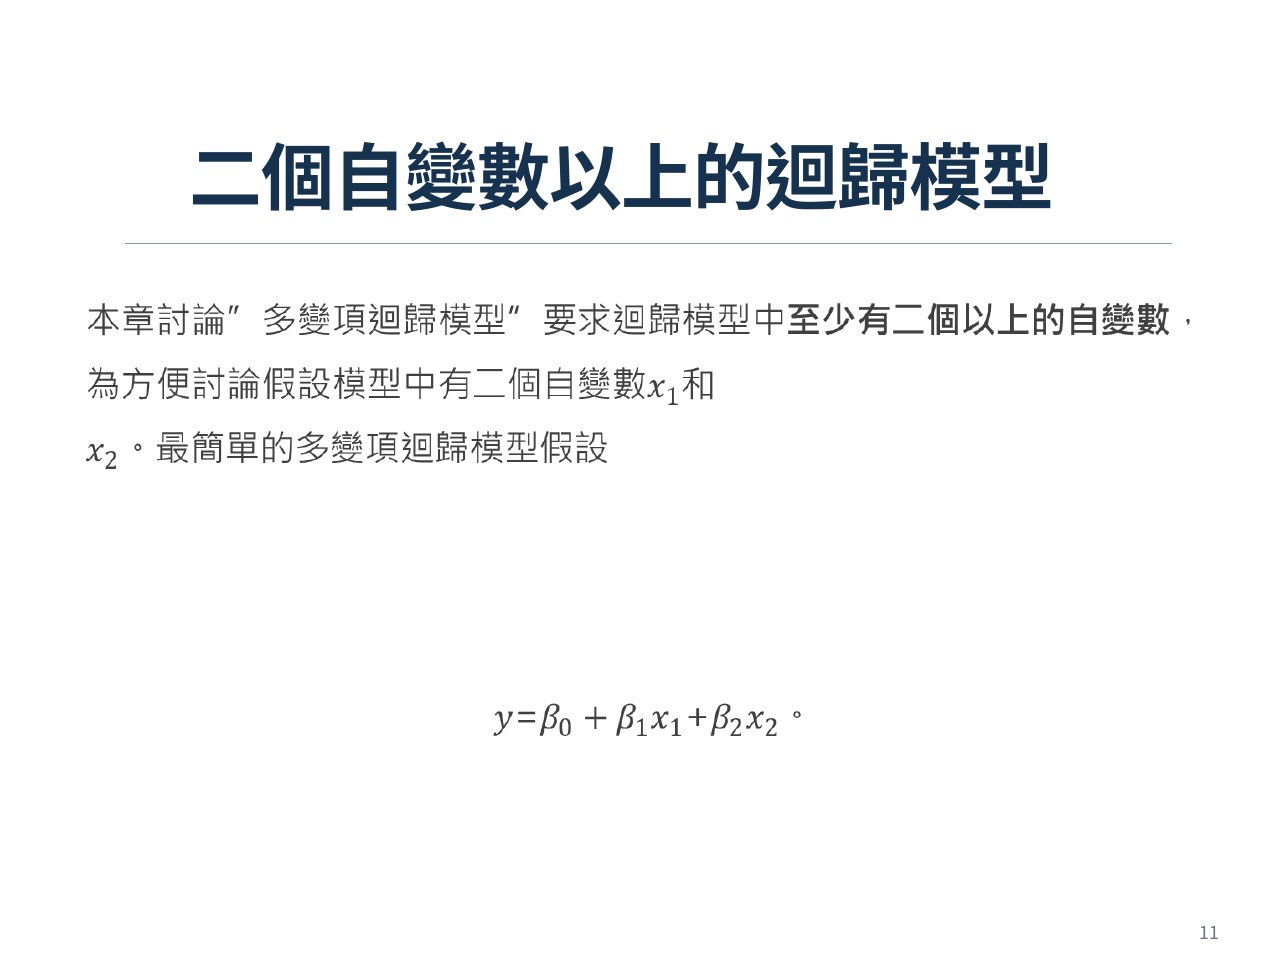 二個自變數以上的迴歸模型
本章討論”多變項迴歸模型”要求迴歸模型中至少有二個以上的自變數，
為方便討論假設模型中有二個自變數𝑥₁和
𝑥₂。最簡單的多變項迴歸模型假設
𝑦=𝛽₀ + 𝛽₁𝑥₁+𝛽₂𝑥₂。
11